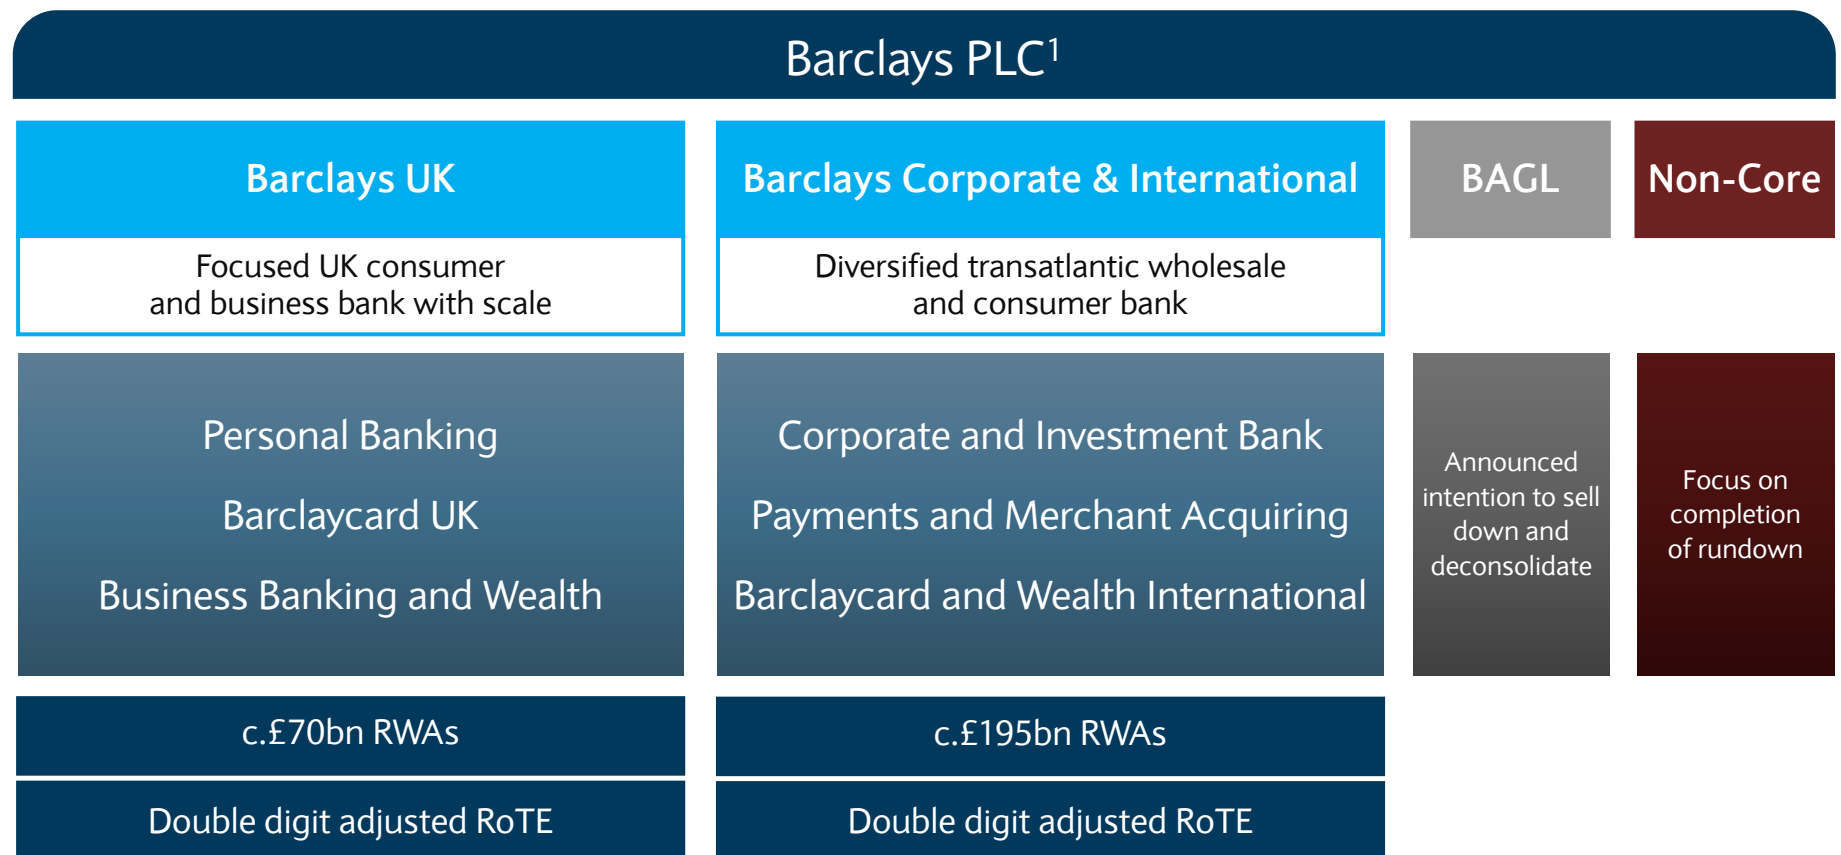 Barclays PLC1
Barclays UK
Focused UK consumer
and business bank with scale
Personal Banking
Barclaycard UK
Business Banking and Wealth
c.£70bn RWAs
Double digit adjusted RoTE
Barclays Corporate & International
Diversified transatlantic wholesale
and consumer bank
Corporate and Investment Bank
Payments and Merchant Acquiring
Barclaycard and Wealth International
c.£195bn RWAs
Double digit adjusted RoTE
BAGL
Announced
intention to sell
down and
deconsolidate
Non-Core
Focus on
completion
of rundown